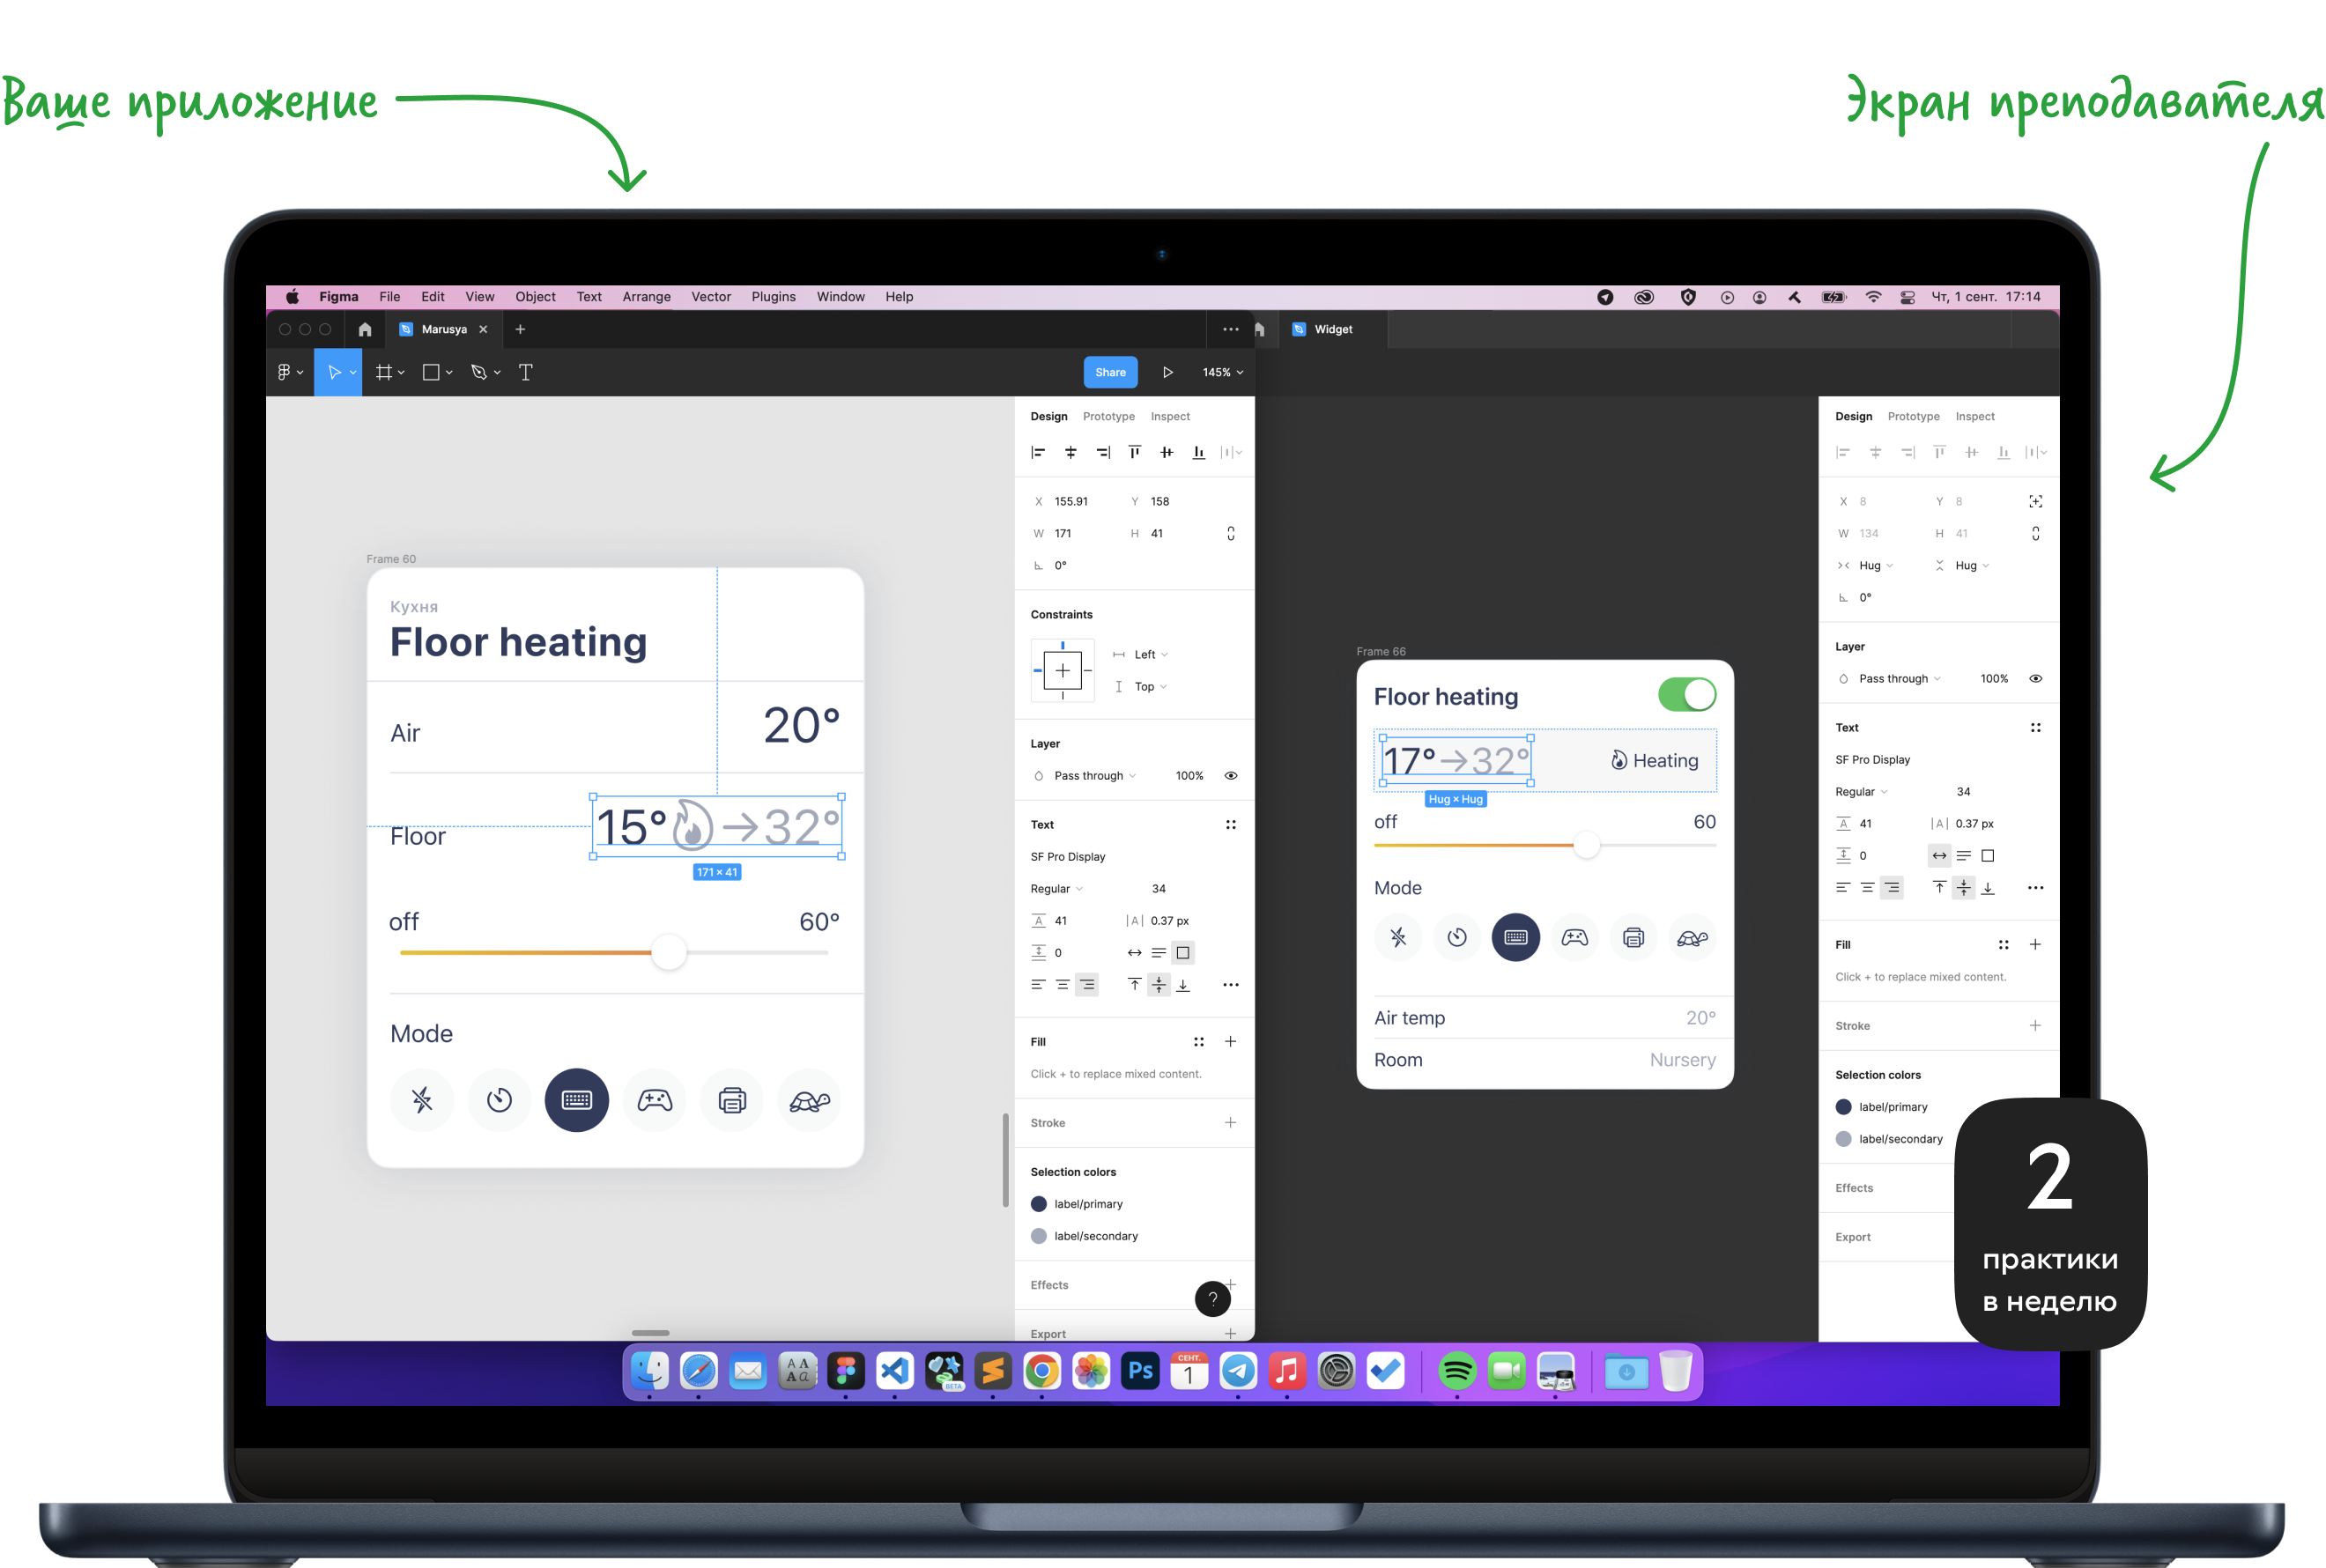 Ваше приложение
Экран преподавателя
Figma File Edit View Object Text Arrange Vector Plugins Window Help
Чт, 1 сент. 17:14
Marusya
Widget
Share
145%
Design Prototype Inspect
X 155.91 Y 158
W 171 H 41
0°
Constraints
Left
Top
Layer
Pass through 100%
Text
SF Pro Display
Regular 34
A 41 |A| 0.37 px
0
Fill
Click + to replace mixed content.
Stroke
Selection colors
label/primary
label/secondary
Effects
Export
?
Frame 60
Кухня
Floor heating
Air 20°
Floor 15° 32°
171 × 41
off 60°
Mode
Frame 66
Floor heating
17° 32° Heating
Hug × Hug
off 60
Mode
Air temp 20°
Room Nursery
Design Prototype Inspect
X 8 Y 8
W 134 H 41
Hug Hug
0°
Layer
Pass through 100%
Text
SF Pro Display
Regular 34
A 41 |A| 0.37 px
0
Fill
Click + to replace mixed content.
Stroke
Selection colors
label/primary
label/secondary
Effects
Export
2
практики
в неделю
A A
A a
BETA
Ps
СЕНТ.
1